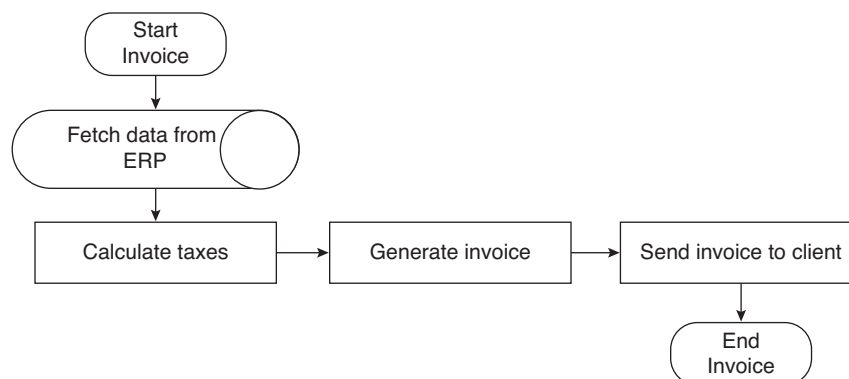 Start
Invoice
Fetch data from
ERP
Calculate taxes
Generate invoice
Send invoice to client
End
Invoice